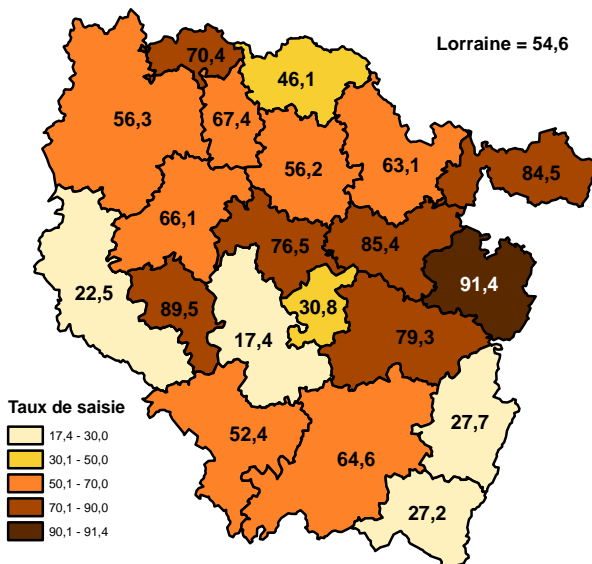 Lorraine = 54,6
70,4
46,1
56,3
67,4
56,2
63,1
84,5
66,1
76,5
85,4
91,4
22,5
89,5
30,8
17,4
79,3
27,7
52,4
64,6
27,2
Taux de saisie
17,4 - 30,0
30,1 - 50,0
50,1 - 70,0
70,1 - 90,0
90,1 - 91,4